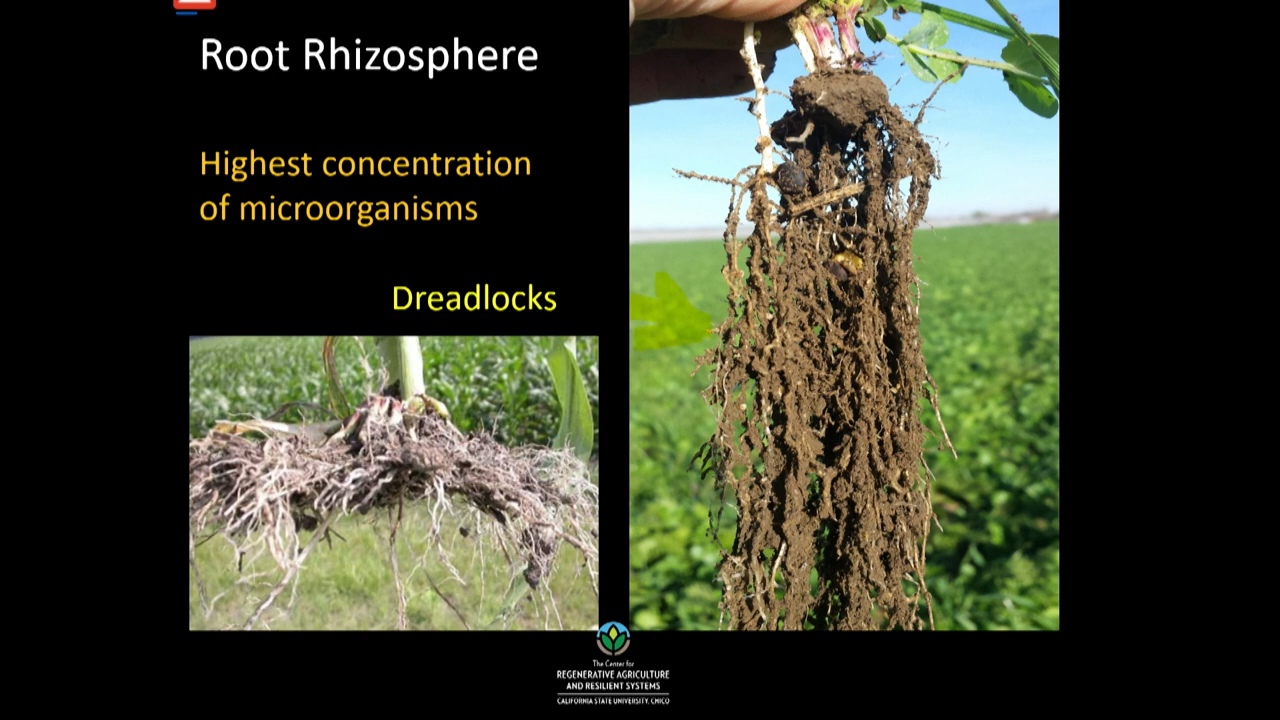 Root Rhizosphere
Highest concentration
of microorganisms
Dreadlocks
The Center for
REGENERATIVE AGRICULTURE
AND RESILIENT SYSTEMS
CALIFORNIA STATE UNIVERSITY, CHICO